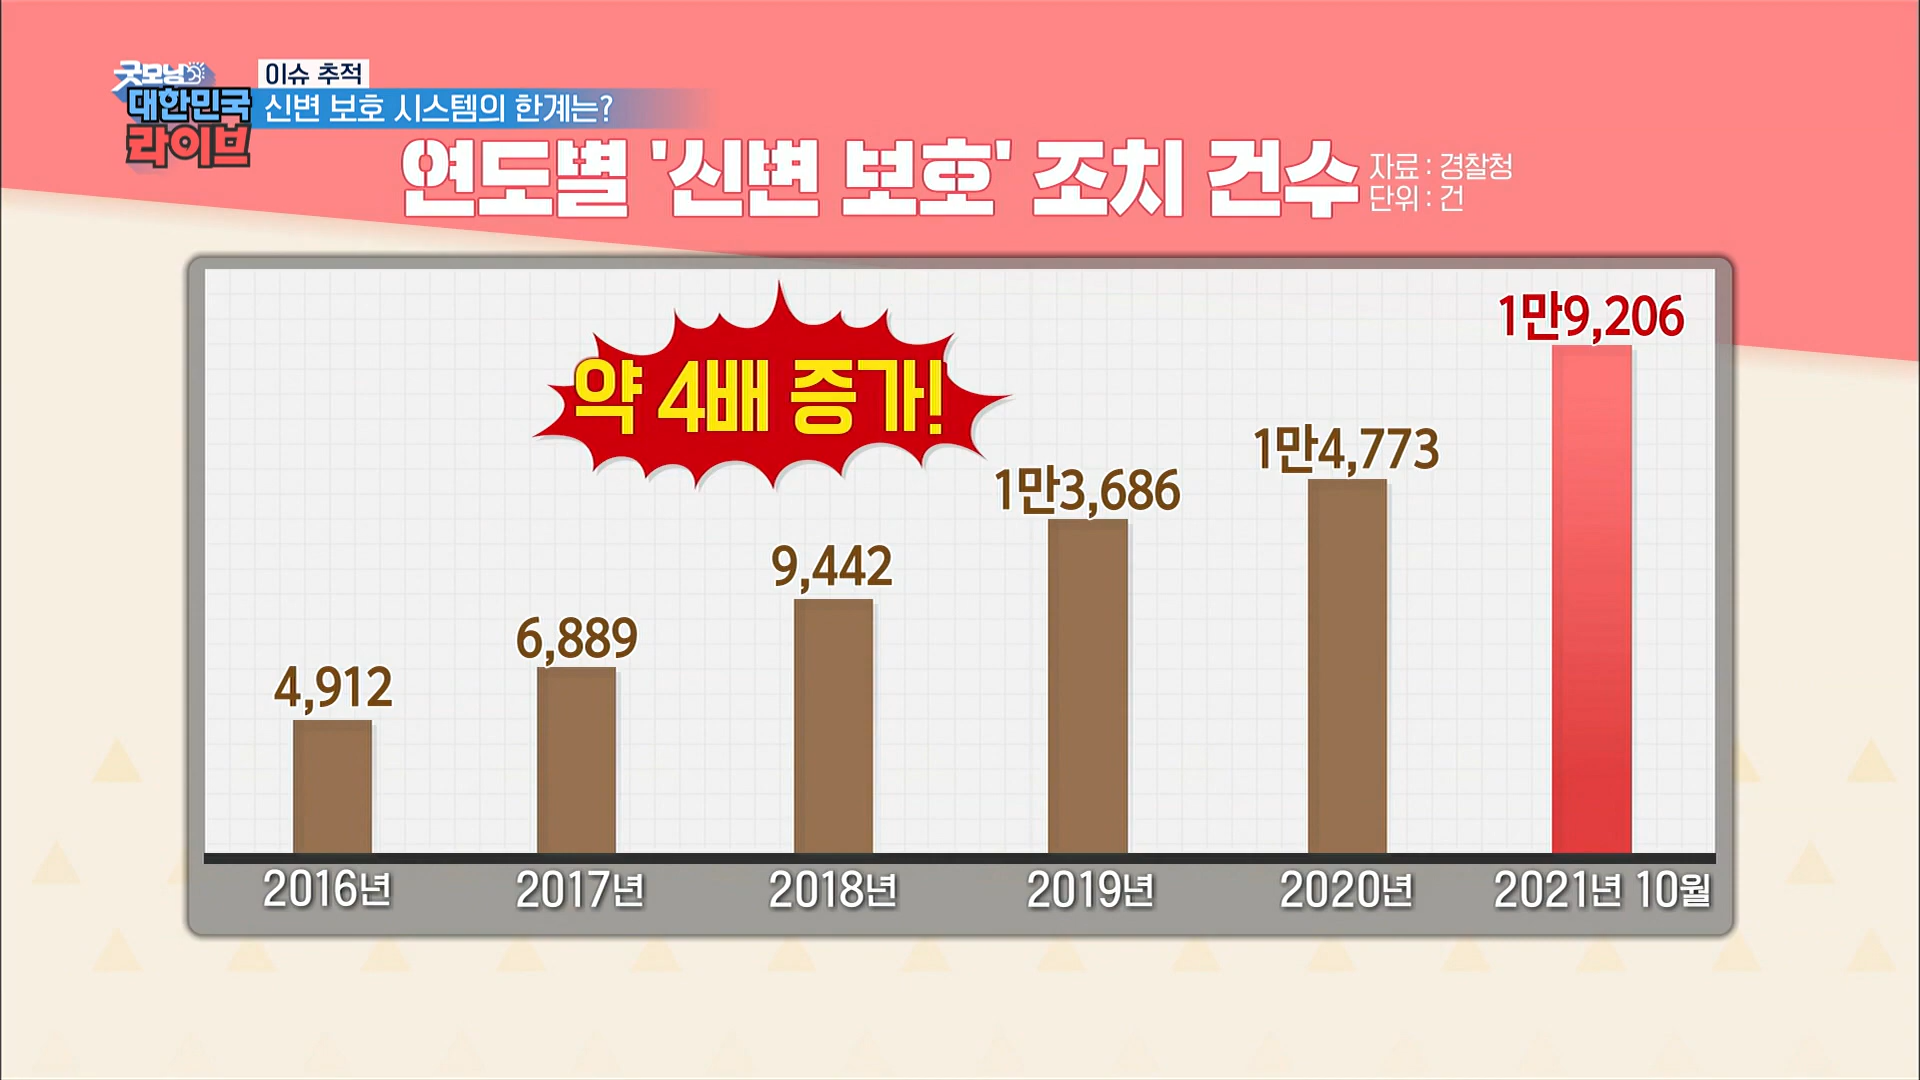 굿모닝
대한민국
라이브
이슈 추적
신변 보호 시스템의 한계는?
연도별 '신변 보호' 조치 건수
자료 : 경찰청
단위 : 건
약 4배 증가!
4,912
6,889
9,442
1만3,686
1만4,773
1만9,206
2016년
2017년
2018년
2019년
2020년
2021년 10월